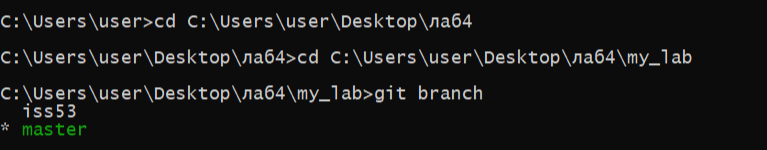 C:\Users\user>cd C:\Users\user\Desktop\лаб4
C:\Users\user\Desktop\лаб4>cd C:\Users\user\Desktop\лаб4\my_lab
C:\Users\user\Desktop\лаб4\my_lab>git branch
  iss53
* master